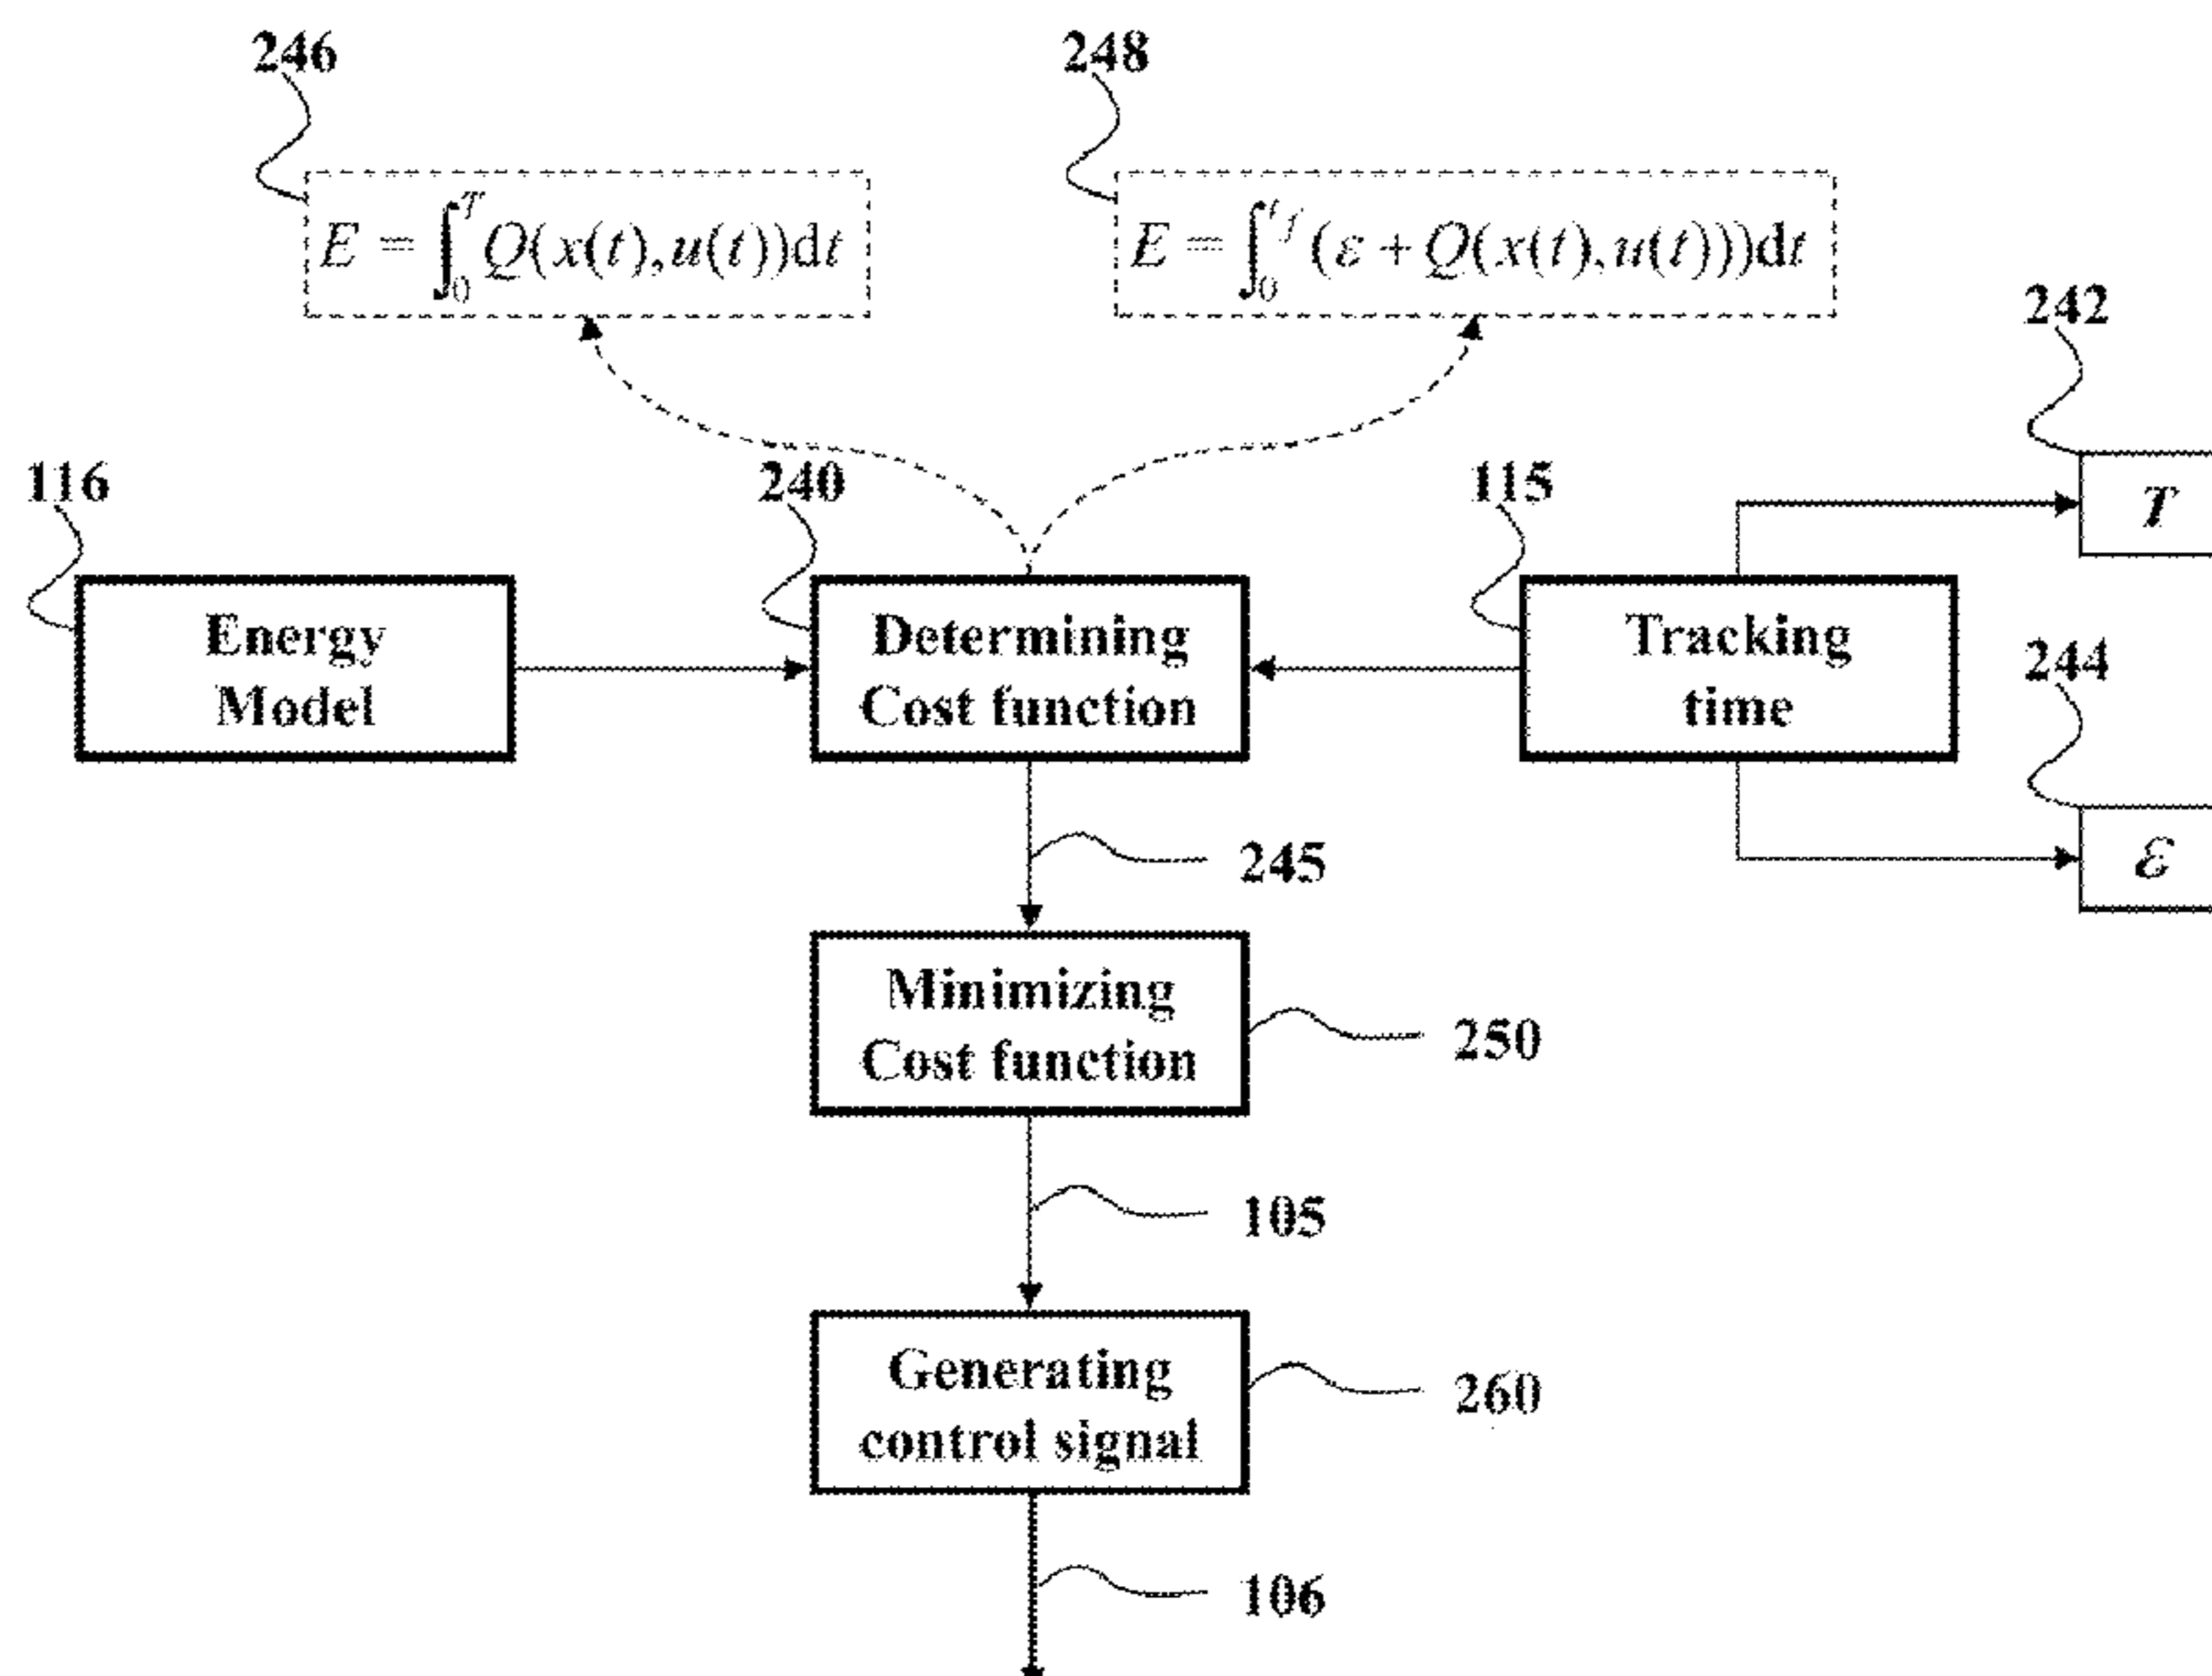 246
248
E = ∫₀ᵀ Q(x(t),u(t))dt
E = ∫₀^{t_f} (ε + Q(x(t),u(t)))dt
242
T
116
240
115
Energy
Model
Determining
Cost function
Tracking
time
244
ε
245
Minimizing
Cost function
250
105
Generating
control signal
260
106